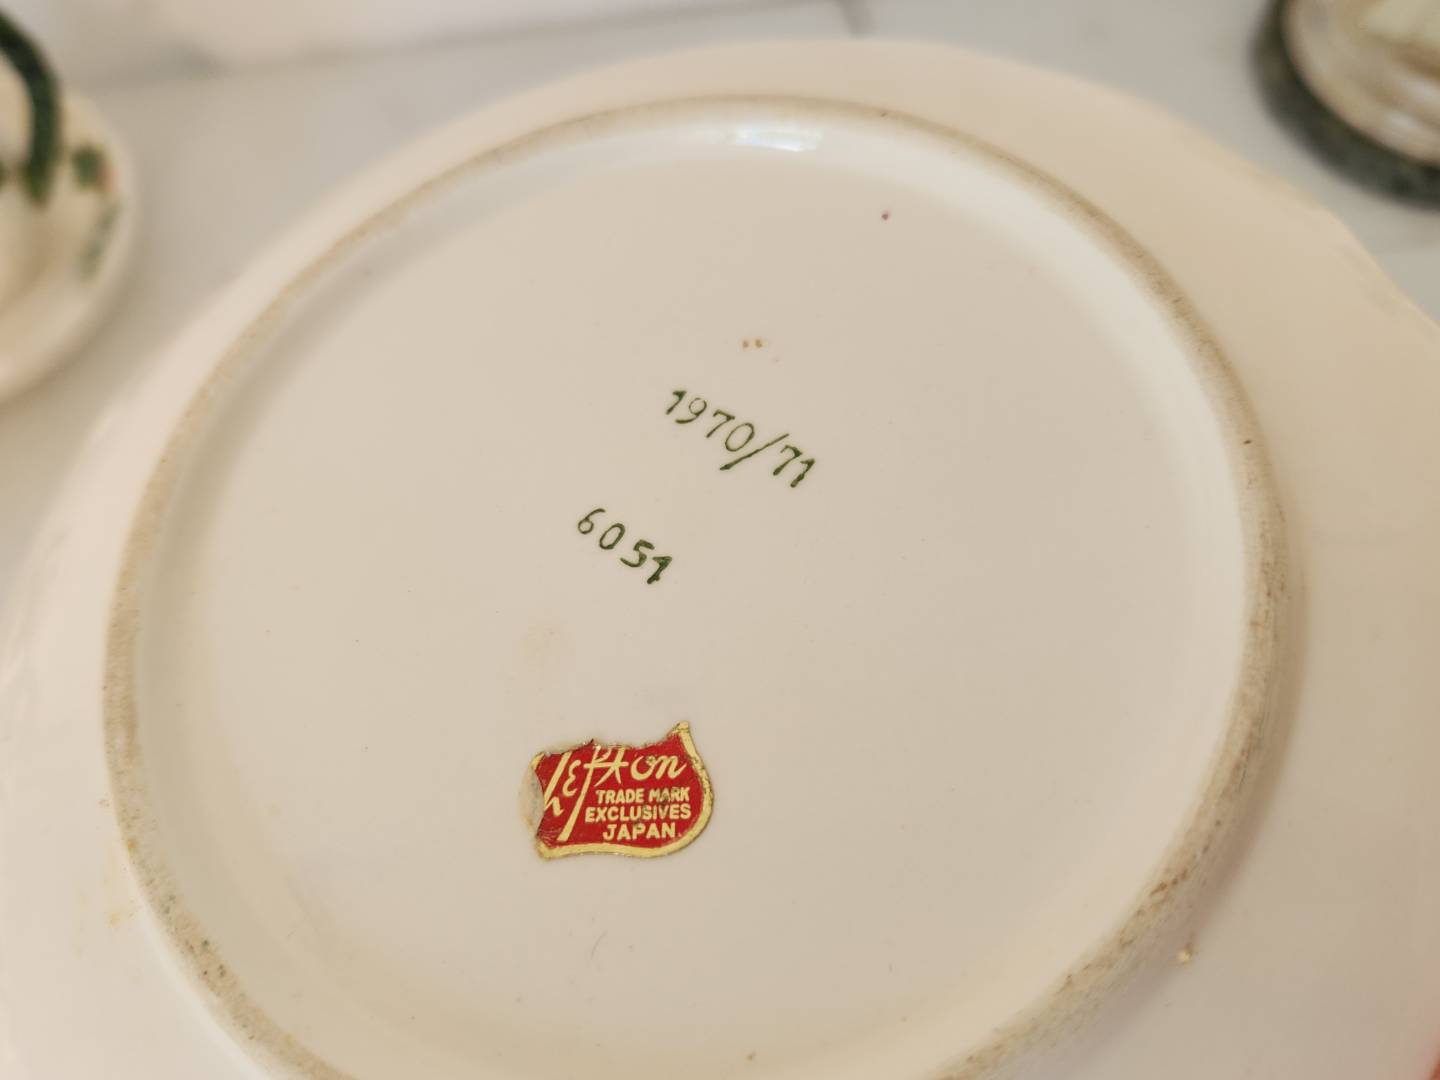 1970/71
6051
Lefton
TRADE MARK
EXCLUSIVES
JAPAN